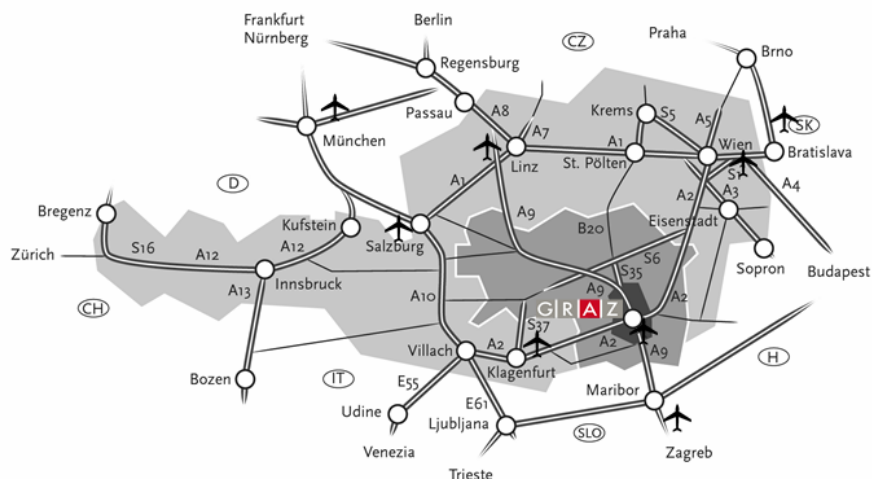 Frankfurt
Nürnberg
Berlin
CZ
Praha
Brno
Regensburg
Passau
A8
Krems
S5
A5
SK
München
A7
Linz
A1
St. Pölten
Wien
Bratislava
D
A1
S1
A2
A3
A4
Bregenz
Kufstein
Salzburg
A9
B20
Eisenstadt
Zürich
S16
A12
A12
Innsbruck
S6
S35
Sopron
Budapest
CH
A13
A10
A9
A2
G|R|A|Z
S37
A2
A2
A9
H
Villach
Klagenfurt
Bozen
IT
E55
E61
Maribor
Udine
Ljubljana
SLO
Venezia
Zagreb
Trieste